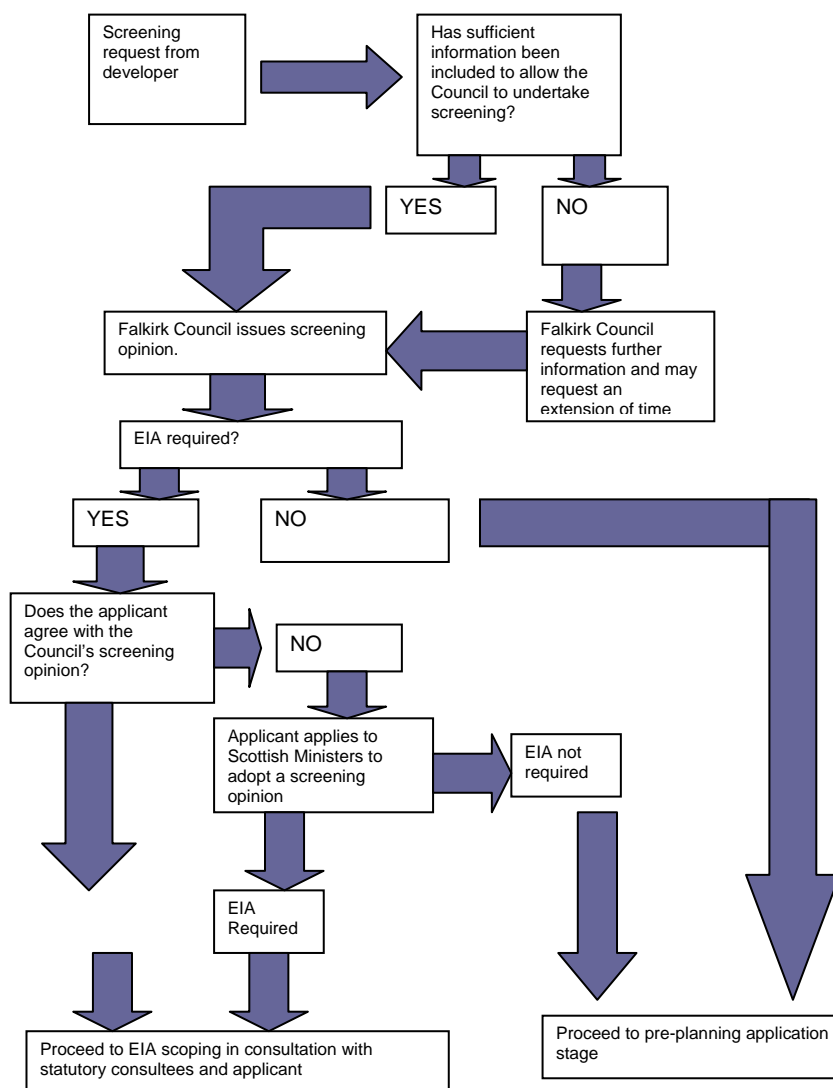 Screening
request from
developer
Has sufficient
information been
included to allow the
Council to undertake
screening?
YES
NO
Falkirk Council issues screening
opinion.
Falkirk Council
requests further
information and may
request an
extension of time
EIA required?
YES
NO
Does the applicant
agree with the
Council's screening
opinion?
NO
Applicant applies to
Scottish Ministers to
adopt a screening
opinion
EIA not
required
EIA
Required
Proceed to EIA scoping in consultation with
statutory consultees and applicant
Proceed to pre-planning application
stage